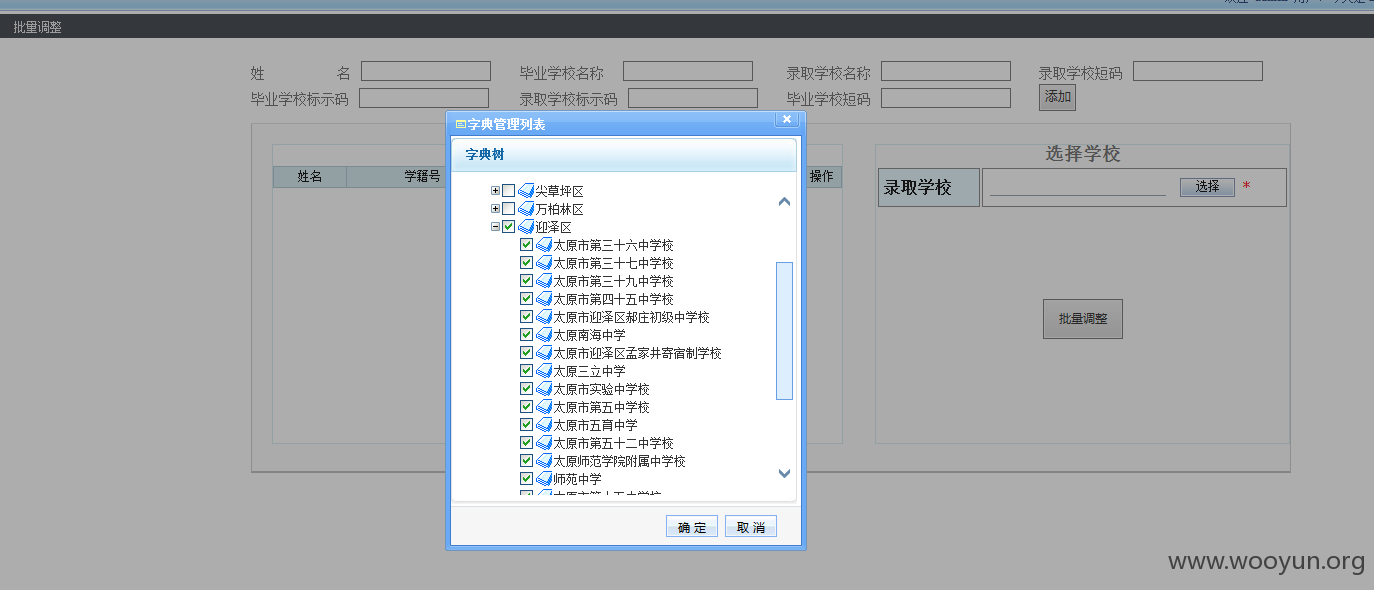 批量调整
姓 名 毕业学校名称 录取学校名称 录取学校短码
毕业学校标示码 录取学校标示码 毕业学校短码 添加
字典管理列表
字典树
尖草坪区
万柏林区
迎泽区
太原市第三十六中学校
太原市第三十七中学校
太原市第三十九中学校
太原市第四十五中学校
太原市迎泽区郝庄初级中学校
太原南海中学
太原市迎泽区孟家井寄宿制学校
太原三立中学
太原市实验中学校
太原市第五中学校
太原市五育中学
太原市第五十二中学校
太原师范学院附属中学校
师苑中学
确 定 取 消
姓名 学籍号 操作
选择学校
录取学校 选择 *
批量调整
www.wooyun.org